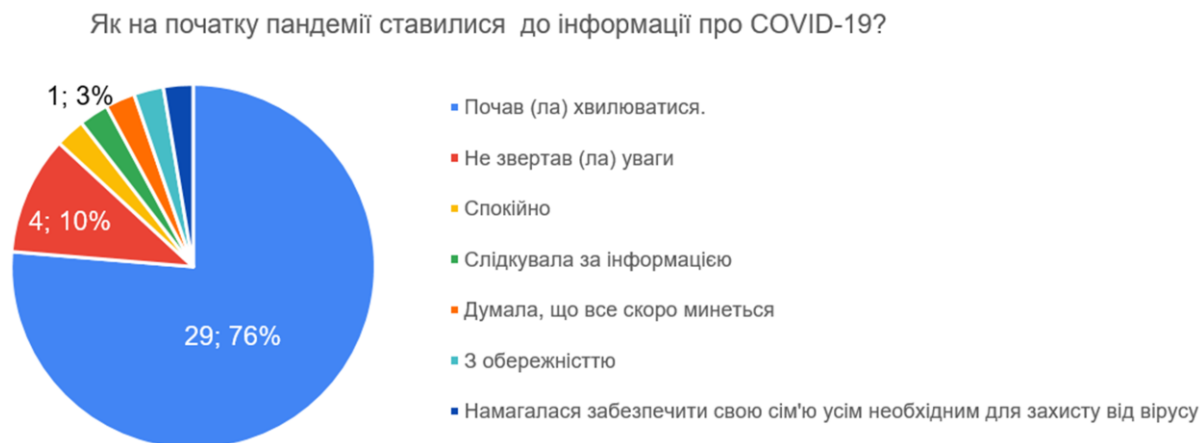 Як на початку пандемії ставилися до інформації про COVID-19?
1; 3%
4; 10%
29; 76%
Почав (ла) хвилюватися.
Не звертав (ла) уваги
Спокійно
Слідкувала за інформацією
Думала, що все скоро минеться
З обережністтю
Намагалася забезпечити свою сім'ю усім необхідним для захисту від вірусу